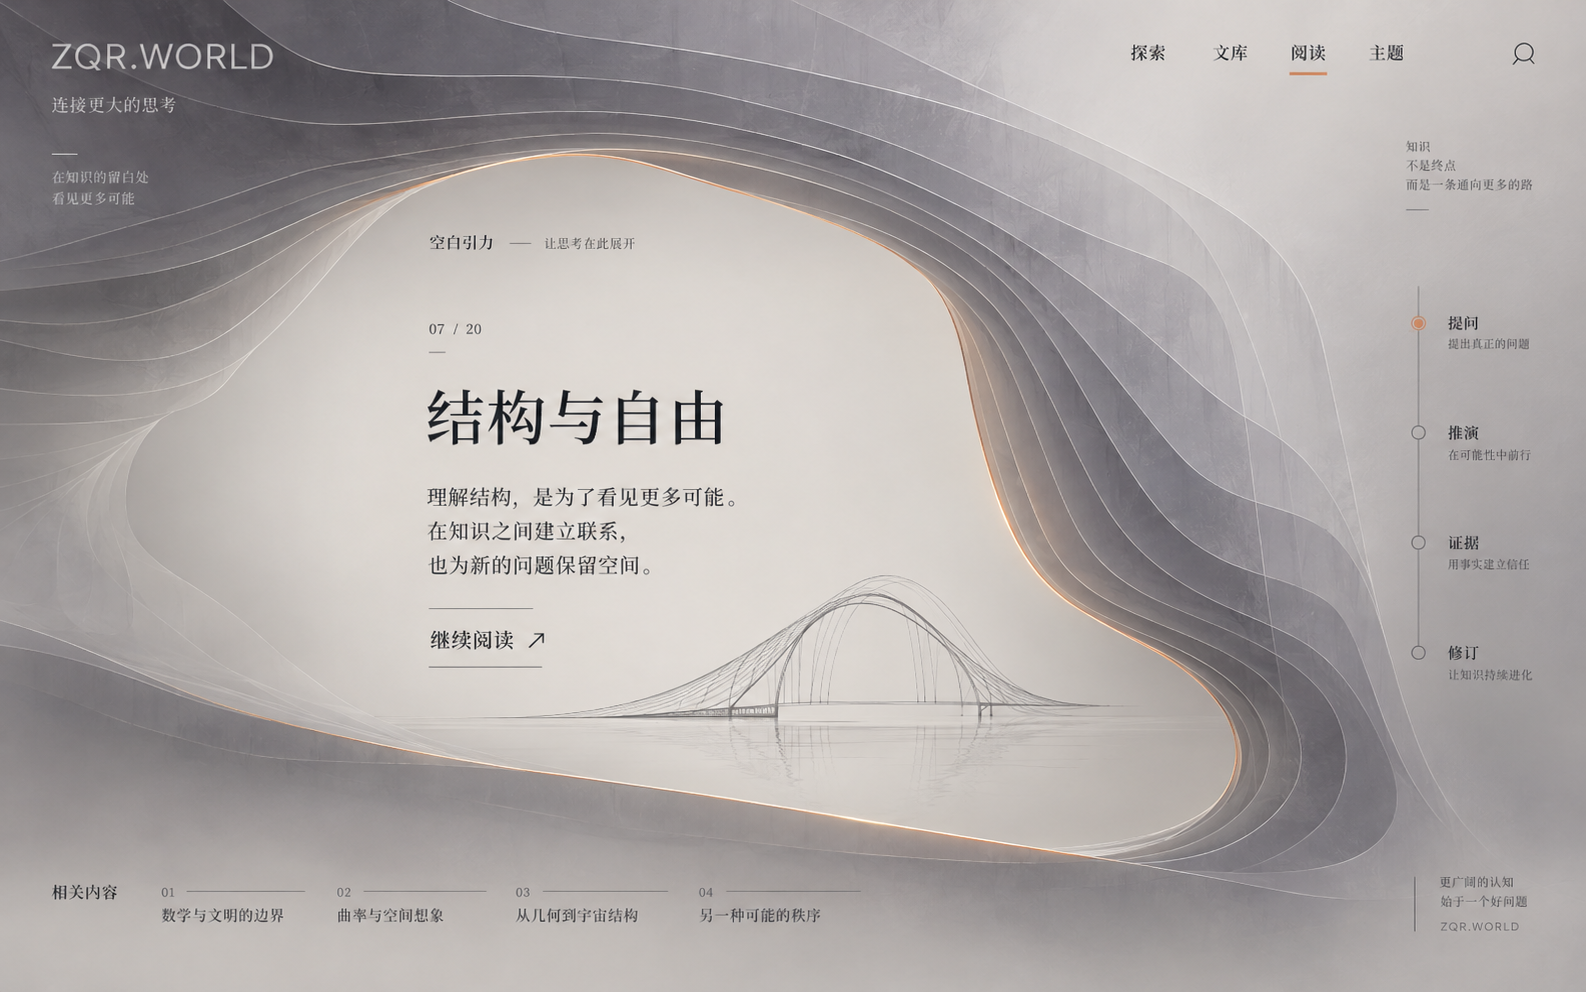 ZQR.WORLD
连接更大的思考
在知识的留白处
看见更多可能
探索 文库 阅读 主题
知识
不是终点
而是一条通向更多的路
空白引力 — 让思考在此展开
07 / 20
结构与自由
理解结构，是为了看见更多可能。
在知识之间建立联系，
也为新的问题保留空间。
继续阅读 ↗
提问
提出真正的问题
推演
在可能性中前行
证据
用事实建立信任
修订
让知识持续进化
相关内容
01
数学与文明的边界
02
曲率与空间想象
03
从几何到宇宙结构
04
另一种可能的秩序
更广阔的认知
始于一个好问题
ZQR.WORLD